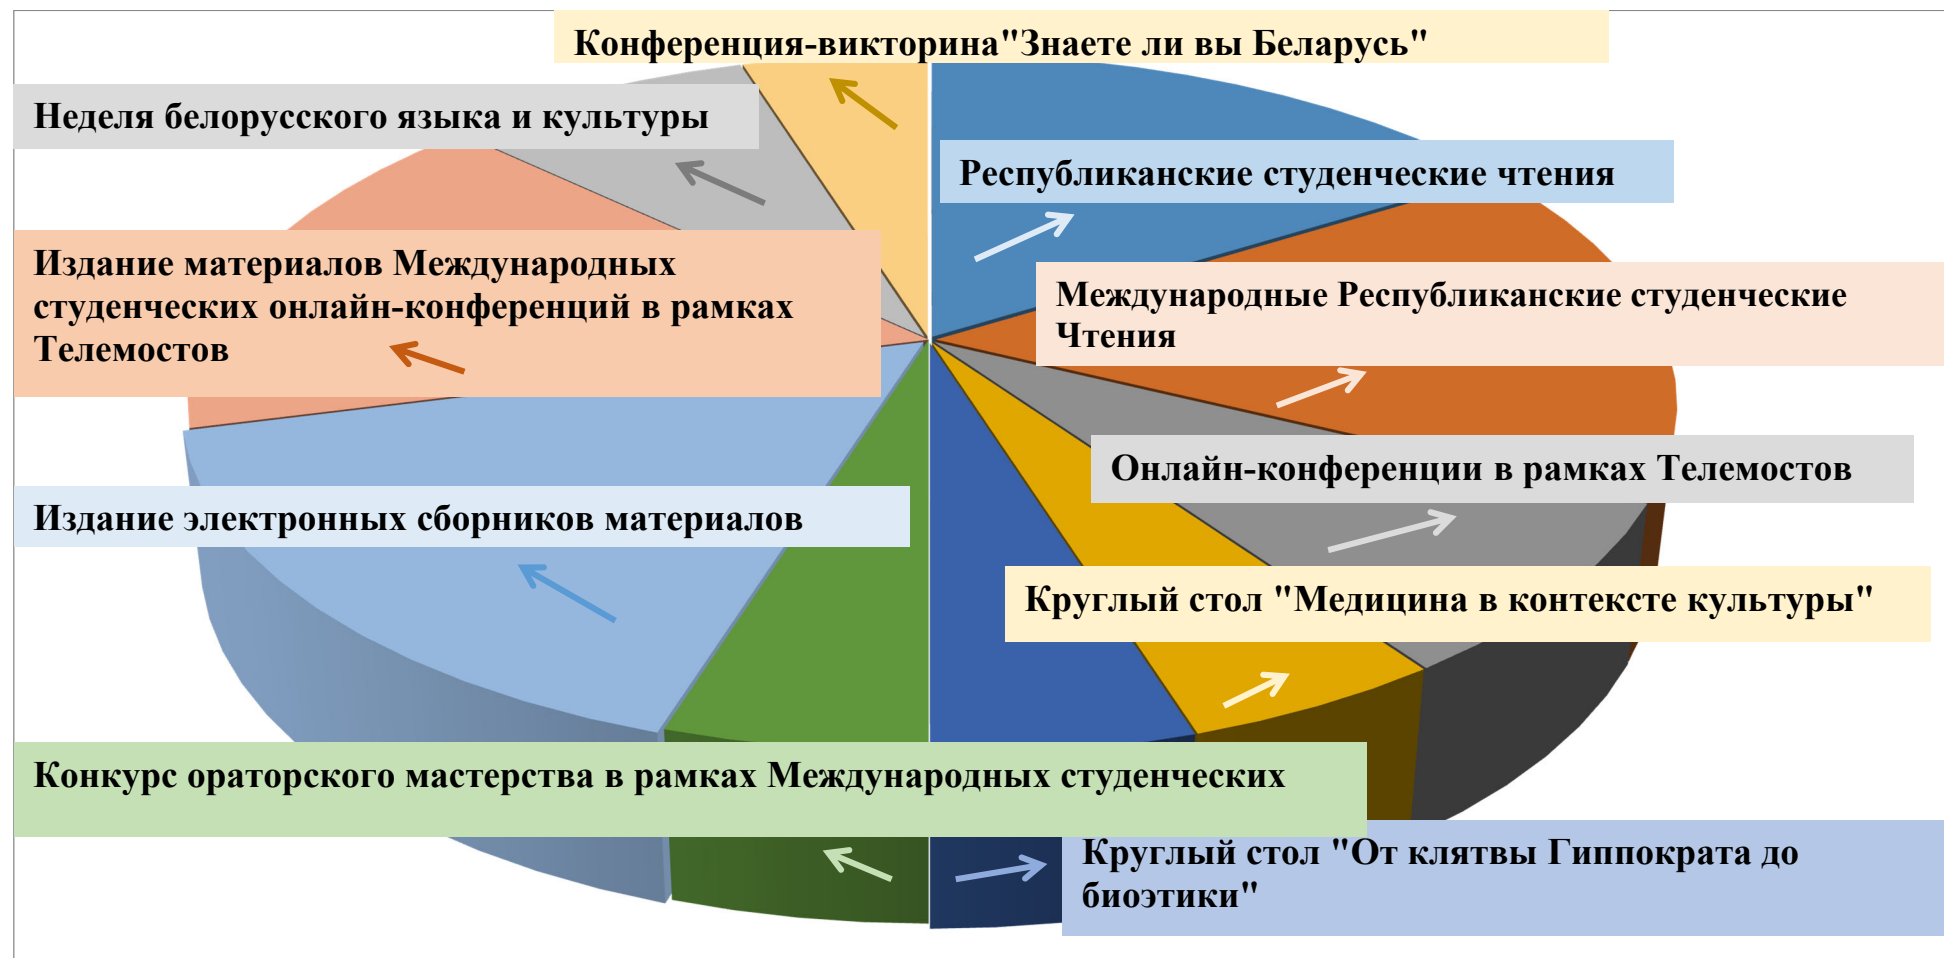 Конференция-викторина"Знаете ли вы Беларусь"
Неделя белорусского языка и культуры
Республиканские студенческие чтения
Издание материалов Международных
студенческих онлайн-конференций в рамках
Телемостов
Международные Республиканские студенческие
Чтения
Онлайн-конференции в рамках Телемостов
Издание электронных сборников материалов
Круглый стол "Медицина в контексте культуры"
Конкурс ораторского мастерства в рамках Международных студенческих
Круглый стол "От клятвы Гиппократа до
биоэтики"